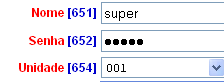 Nome [651] super
Senha [652] •••••
Unidade [654] 001